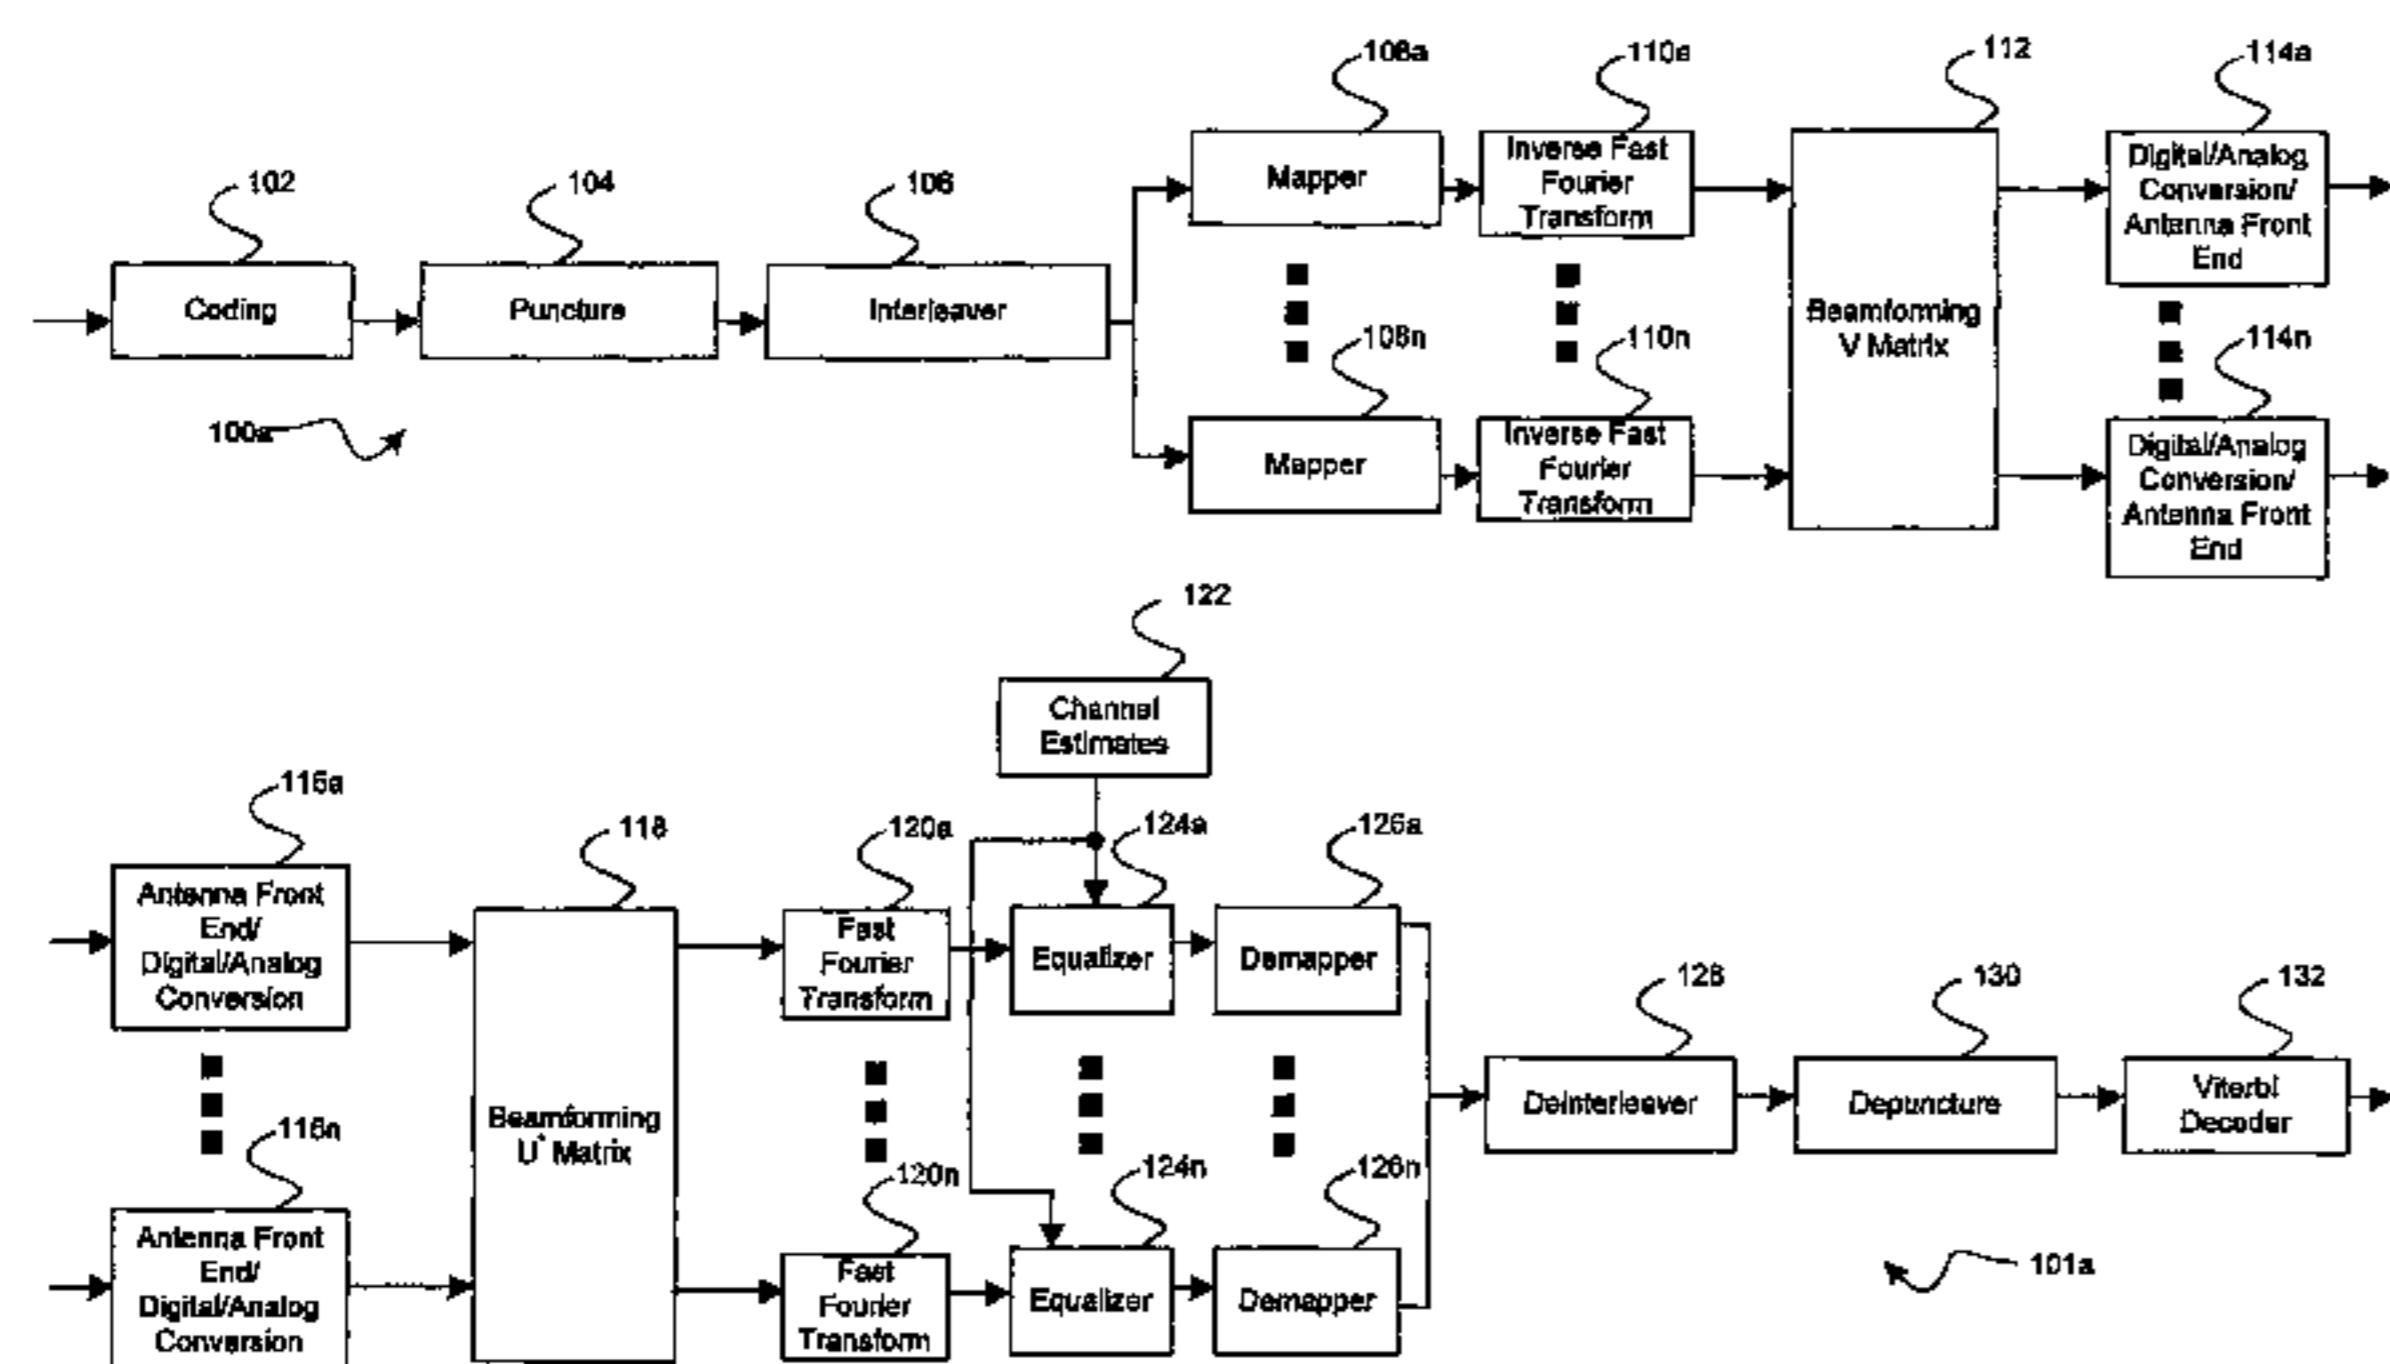 108a
110a
112
114a
102
104
106
Mapper
Inverse Fast
Fourier
Transform
Digital/Analog
Conversion/
Antenna Front
End
Coding
Puncture
Interleaver
Beamforming
V Matrix
108n
110n
114n
100a
Mapper
Inverse Fast
Fourier
Transform
Digital/Analog
Conversion/
Antenna Front
End
122
Channel
Estimates
116a
118
120a
124a
126a
Antenna Front
End/
Digital/Analog
Conversion
Fast
Fourier
Transform
Equalizer
Demapper
128
130
132
Beamforming
U* Matrix
Deinterleaver
Depuncture
Viterbi
Decoder
116n
120n
124n
126n
Antenna Front
End/
Digital/Analog
Conversion
Fast
Fourier
Transform
Equalizer
Demapper
101a